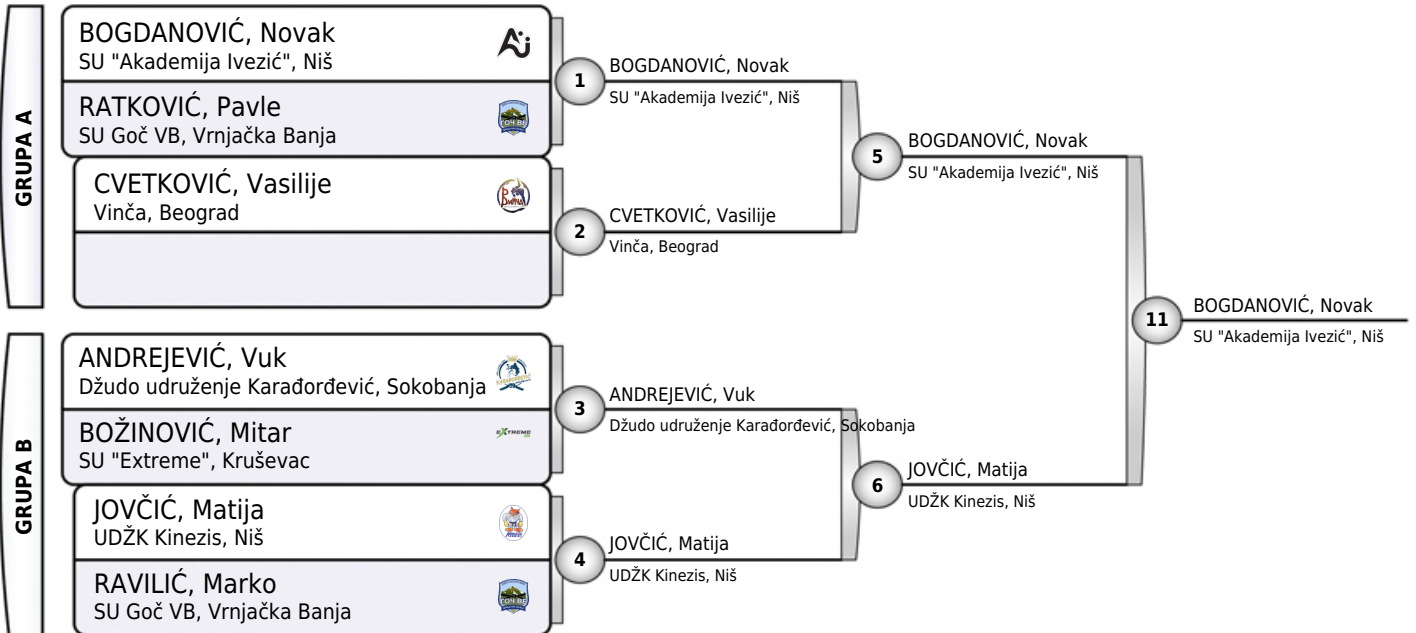 GRUPA A
BOGDANOVIĆ, Novak
SU "Akademija Ivezić", Niš
RATKOVIĆ, Pavle
SU Goč VB, Vrnjačka Banja
CVETKOVIĆ, Vasilije
Vinča, Beograd
1
BOGDANOVIĆ, Novak
SU "Akademija Ivezić", Niš
2
CVETKOVIĆ, Vasilije
Vinča, Beograd
5
BOGDANOVIĆ, Novak
SU "Akademija Ivezić", Niš
GRUPA B
ANDREJEVIĆ, Vuk
Džudo udruženje Karađorđević, Sokobanja
BOŽINOVIĆ, Mitar
SU "Extreme", Kruševac
EXTREME
JOVČIĆ, Matija
UDŽK Kinezis, Niš
RAVILIĆ, Marko
SU Goč VB, Vrnjačka Banja
3
ANDREJEVIĆ, Vuk
Džudo udruženje Karađorđević, Sokobanja
4
JOVČIĆ, Matija
UDŽK Kinezis, Niš
6
JOVČIĆ, Matija
UDŽK Kinezis, Niš
11
BOGDANOVIĆ, Novak
SU "Akademija Ivezić", Niš